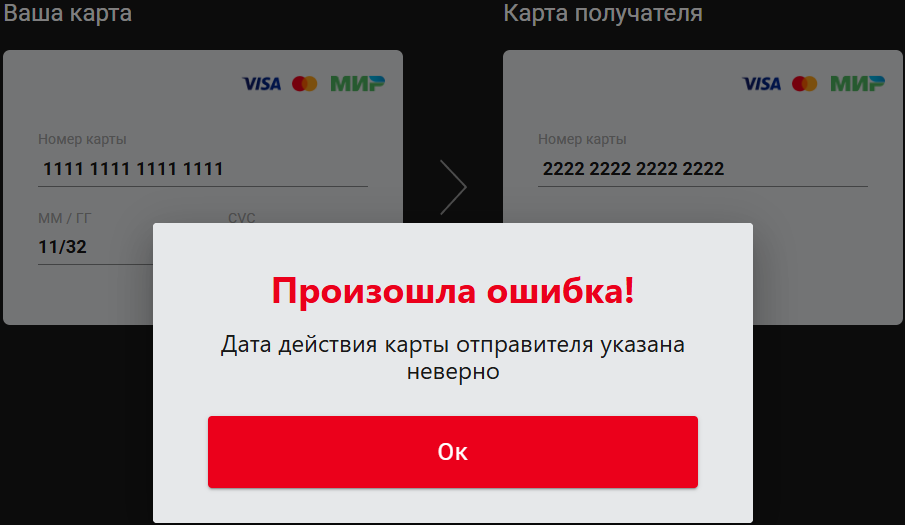 Ваша карта
Карта получателя
VISA МИР
VISA МИР
Номер карты
Номер карты
1111 1111 1111 1111
2222 2222 2222 2222
ММ / ГГ
CVC
11/32
Произошла ошибка!
Дата действия карты отправителя указана
неверно
Ок